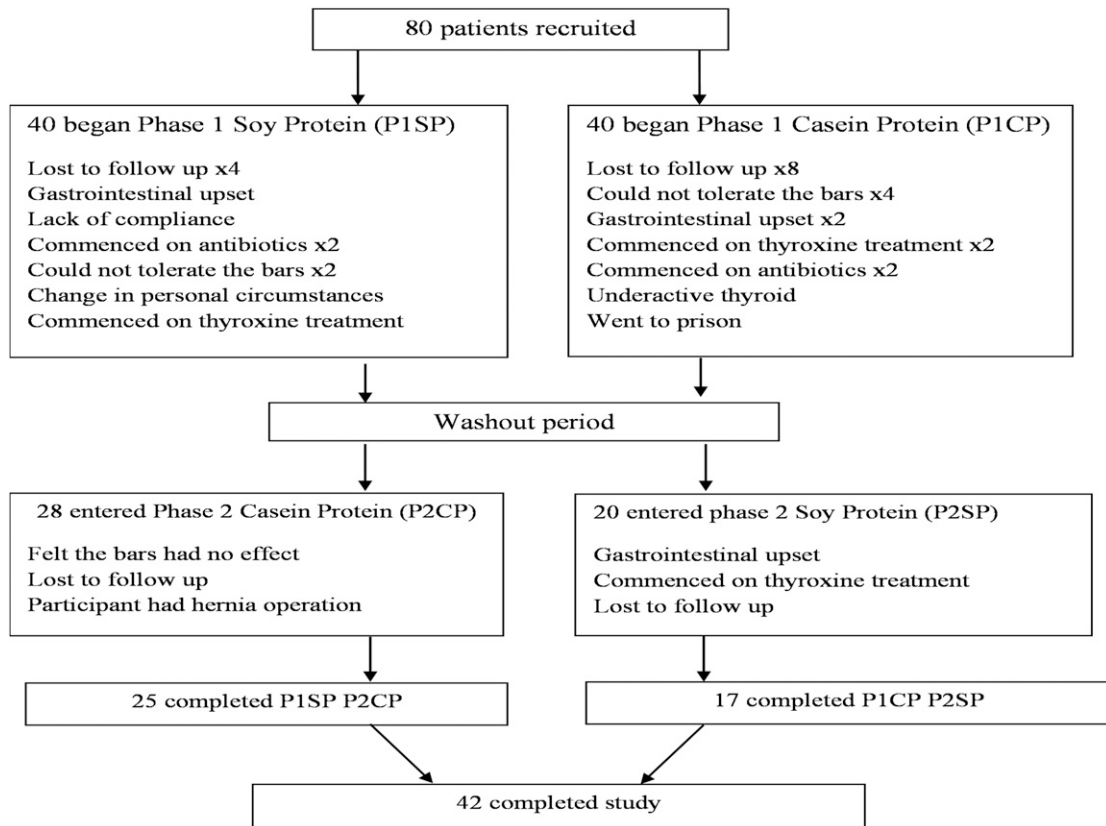 80 patients recruited
40 began Phase 1 Soy Protein (P1SP)
Lost to follow up x4
Gastrointestinal upset
Lack of compliance
Commenced on antibiotics x2
Could not tolerate the bars x2
Change in personal circumstances
Commenced on thyroxine treatment
40 began Phase 1 Casein Protein (P1CP)
Lost to follow up x8
Could not tolerate the bars x4
Gastrointestinal upset x2
Commenced on thyroxine treatment x2
Commenced on antibiotics x2
Underactive thyroid
Went to prison
Washout period
28 entered Phase 2 Casein Protein (P2CP)
Felt the bars had no effect
Lost to follow up
Participant had hernia operation
20 entered phase 2 Soy Protein (P2SP)
Gastrointestinal upset
Commenced on thyroxine treatment
Lost to follow up
25 completed P1SP P2CP
17 completed P1CP P2SP
42 completed study